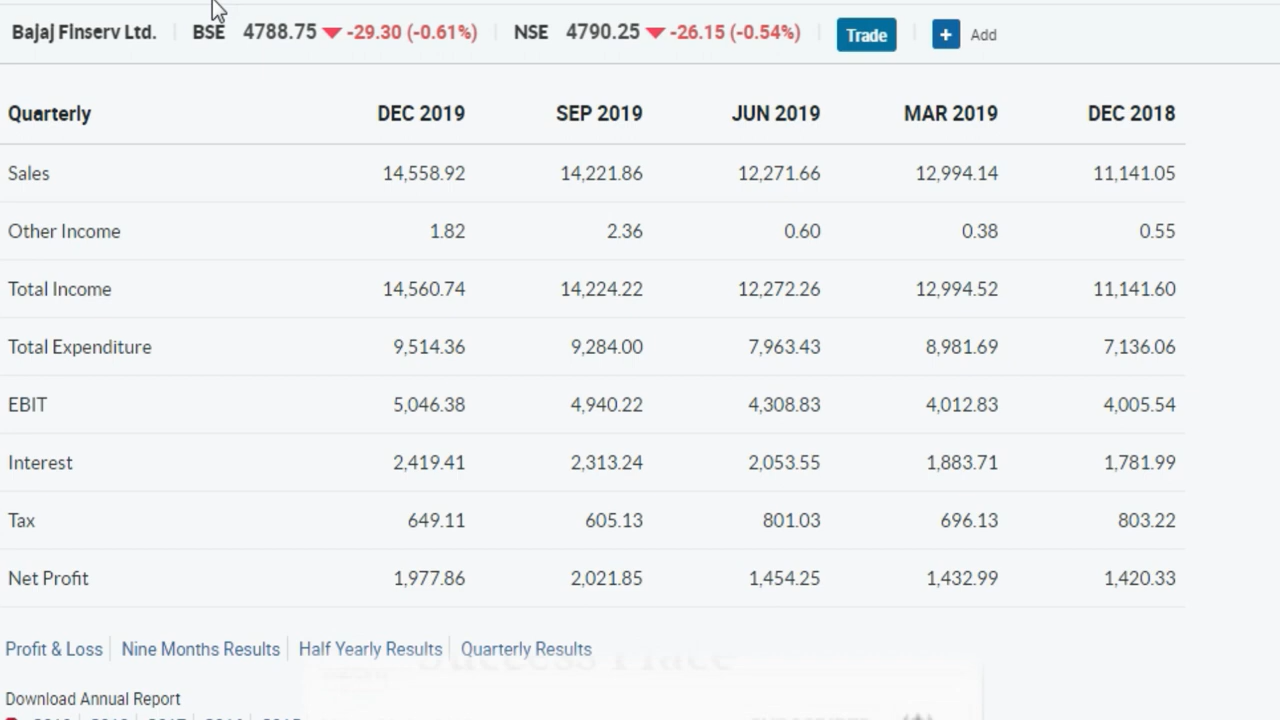 Bajaj Finserv Ltd. BSE 4788.75 -29.30 (-0.61%) NSE 4790.25 -26.15 (-0.54%) Trade + Add
Quarterly DEC 2019 SEP 2019 JUN 2019 MAR 2019 DEC 2018
Sales 14,558.92 14,221.86 12,271.66 12,994.14 11,141.05
Other Income 1.82 2.36 0.60 0.38 0.55
Total Income 14,560.74 14,224.22 12,272.26 12,994.52 11,141.60
Total Expenditure 9,514.36 9,284.00 7,963.43 8,981.69 7,136.06
EBIT 5,046.38 4,940.22 4,308.83 4,012.83 4,005.54
Interest 2,419.41 2,313.24 2,053.55 1,883.71 1,781.99
Tax 649.11 605.13 801.03 696.13 803.22
Net Profit 1,977.86 2,021.85 1,454.25 1,432.99 1,420.33
Profit & Loss Nine Months Results Half Yearly Results Quarterly Results
Success Place
Download Annual Report